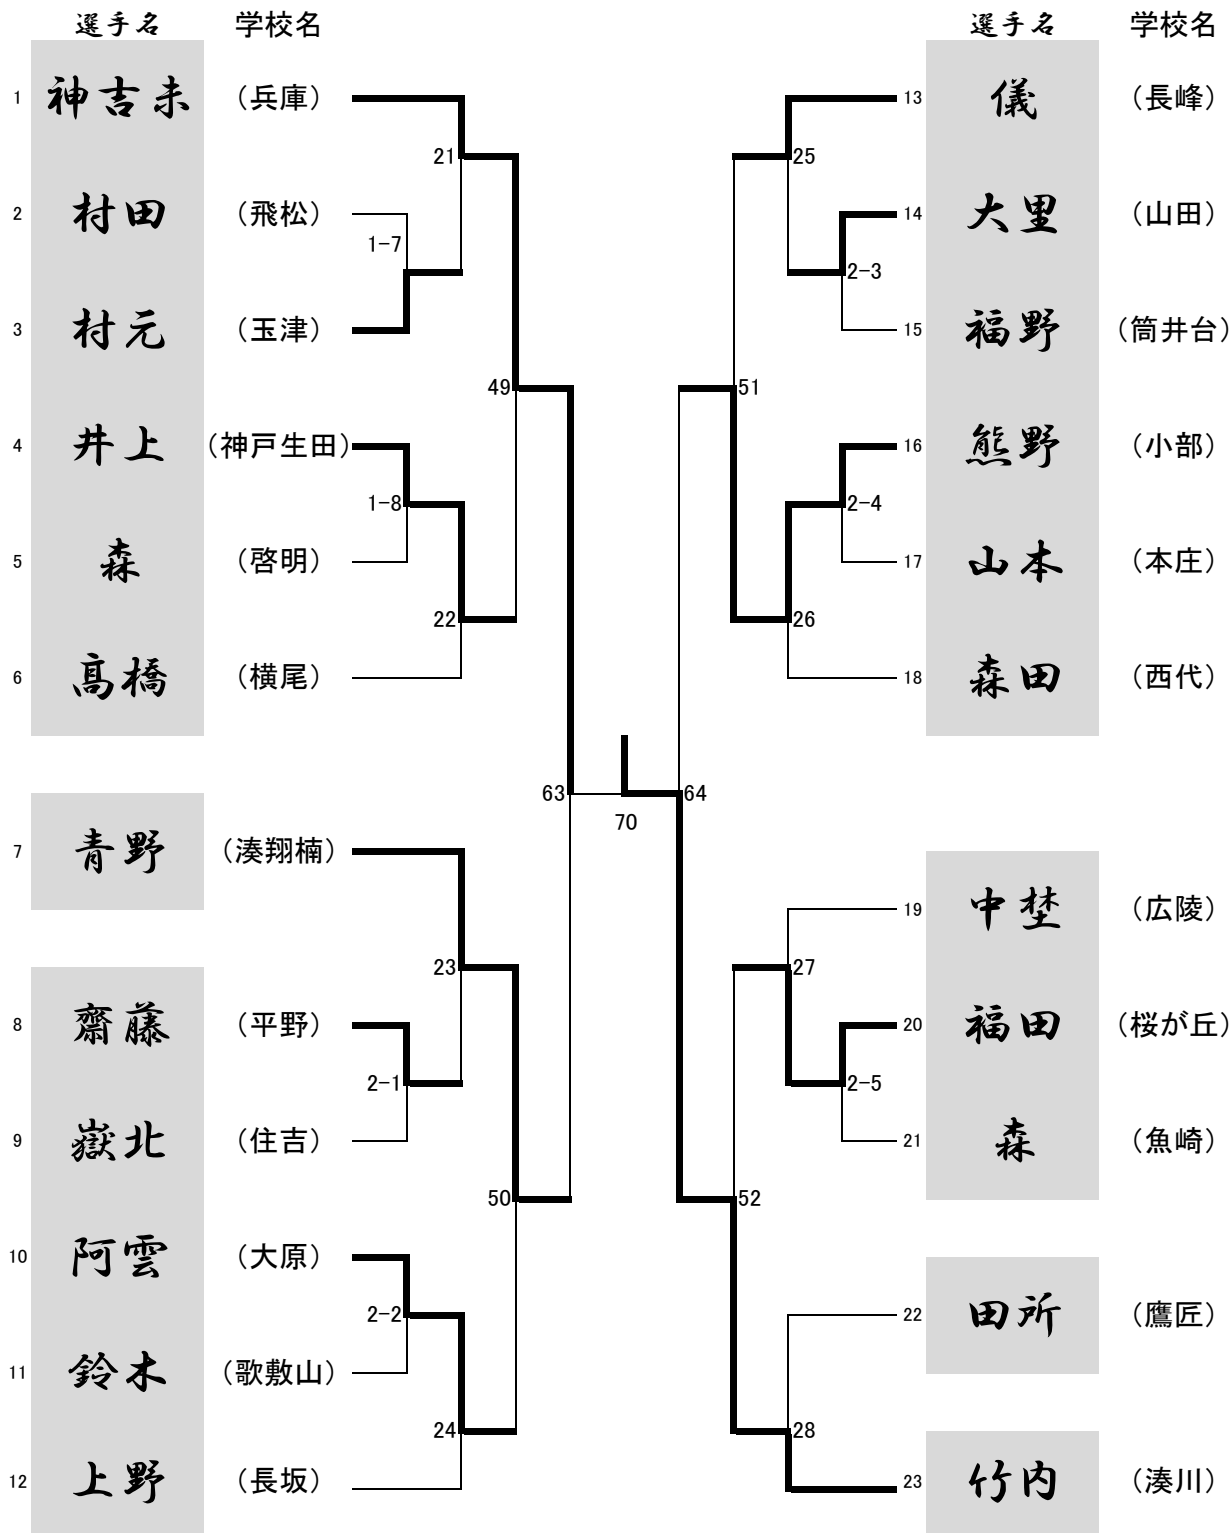 選手名 学校名
1 神吉未 （兵庫）
21
2 村田 （飛松）
1-7
3 村元 （玉津）
49
4 井上 （神戸生田）
1-8
5 森 （啓明）
22
6 髙橋 （横尾）
63
7 青野 （湊翔楠）
23
8 齋藤 （平野）
2-1
9 嶽北 （住吉）
50
10 阿雲 （大原）
2-2
11 鈴木 （歌敷山）
24
12 上野 （長坂）
70
選手名 学校名
13 儀 （長峰）
25
14 大里 （山田）
2-3
15 福野 （筒井台）
51
16 熊野 （小部）
2-4
17 山本 （本庄）
26
18 森田 （西代）
64
19 中埜 （広陵）
27
20 福田 （桜が丘）
2-5
21 森 （魚崎）
52
22 田所 （鷹匠）
28
23 竹内 （湊川）